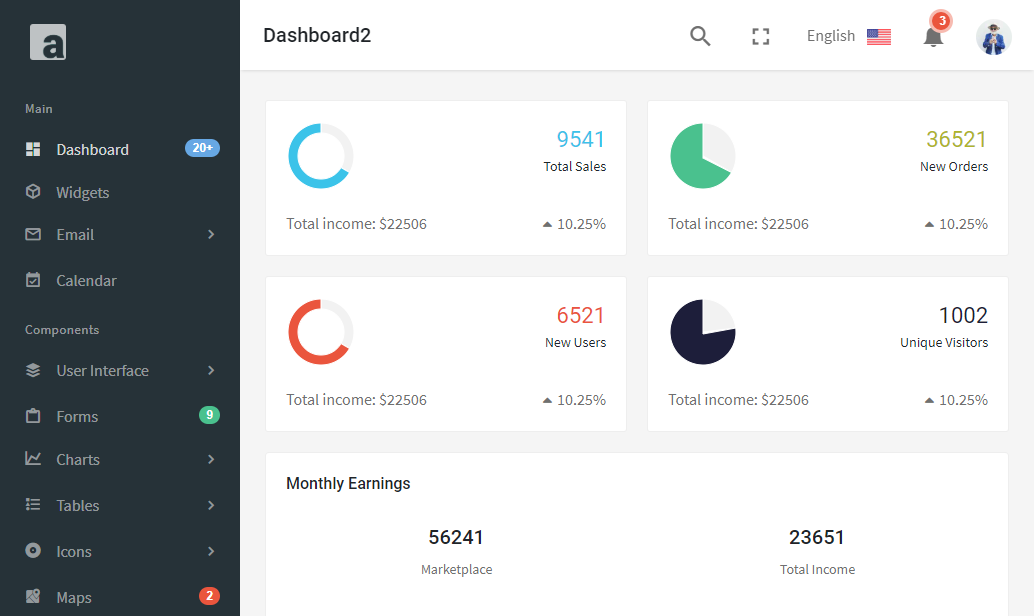 a
Main
Dashboard 20+
Widgets
Email
Calendar
Components
User Interface
Forms 9
Charts
Tables
Icons
Maps 2
Dashboard2
English
3
9541
Total Sales
Total income: $22506 10.25%
36521
New Orders
Total income: $22506 10.25%
6521
New Users
Total income: $22506 10.25%
1002
Unique Visitors
Total income: $22506 10.25%
Monthly Earnings
56241
Marketplace
23651
Total Income